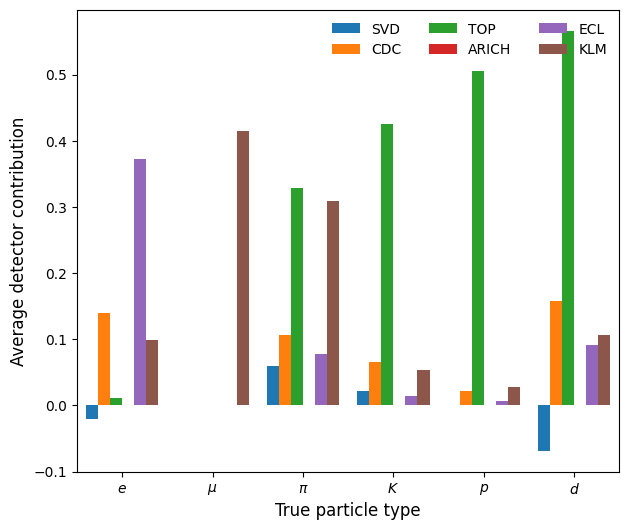 SVD TOP ECL
CDC ARICH KLM
Average detector contribution
0.5
0.4
0.3
0.2
0.1
0.0
−0.1
e μ π K p d
True particle type